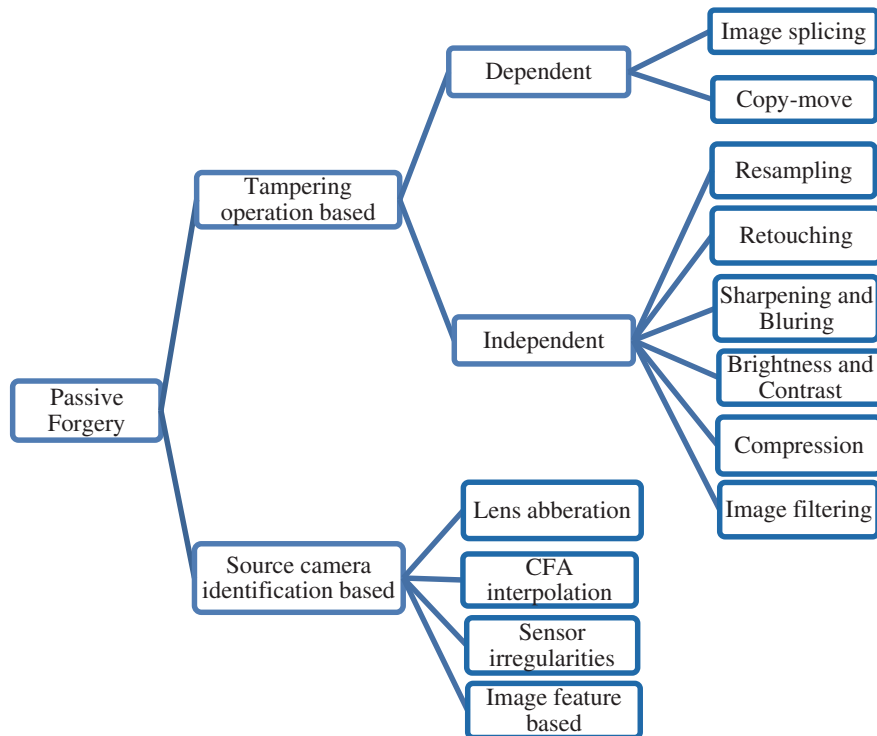 Passive
Forgery
Tampering
operation based
Dependent
Image splicing
Copy-move
Independent
Resampling
Retouching
Sharpening and
Bluring
Brightness and
Contrast
Compression
Image filtering
Source camera
identification based
Lens abberation
CFA
interpolation
Sensor
irregularities
Image feature
based